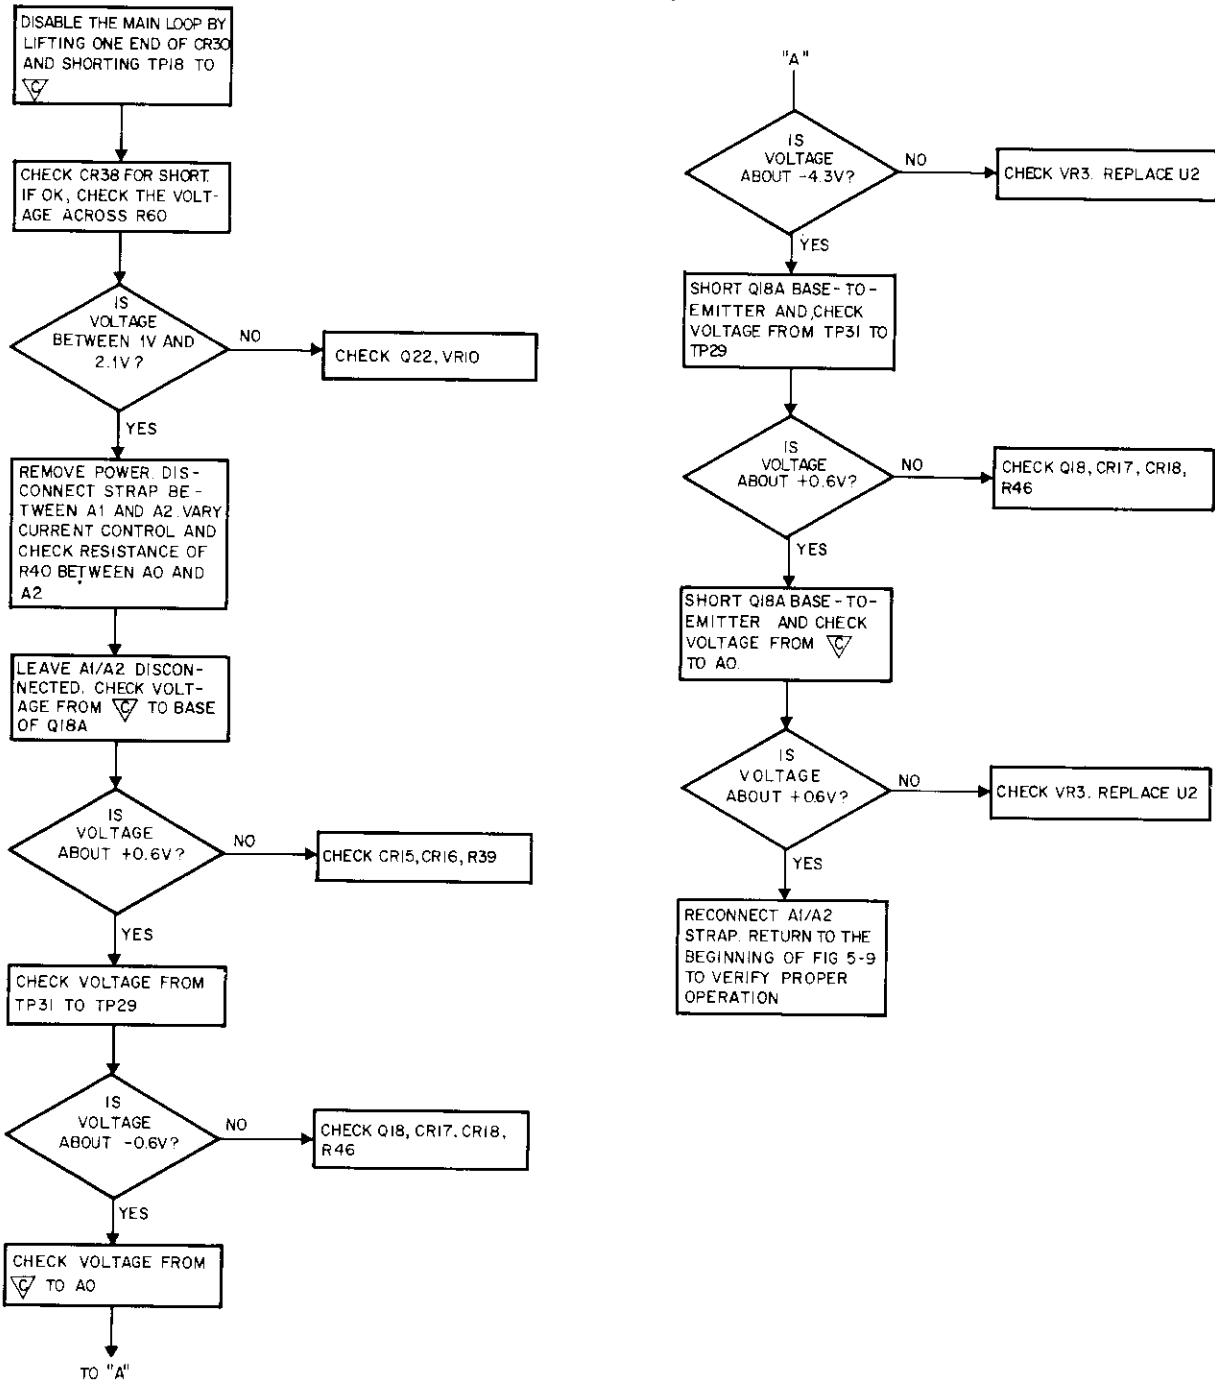 DISABLE THE MAIN LOOP BY
LIFTING ONE END OF CR30
AND SHORTING TP18 TO
C
CHECK CR38 FOR SHORT.
IF OK, CHECK THE VOLT-
AGE ACROSS R60
IS
VOLTAGE
BETWEEN 1V AND
2.1V?
NO
CHECK Q22, VR10
YES
REMOVE POWER. DIS-
CONNECT STRAP BE-
TWEEN A1 AND A2. VARY
CURRENT CONTROL AND
CHECK RESISTANCE OF
R40 BETWEEN A0 AND
A2
LEAVE A1/A2 DISCON-
NECTED. CHECK VOLT-
AGE FROM C TO BASE
OF Q18A
IS
VOLTAGE
ABOUT +0.6V?
NO
CHECK CR15, CR16, R39
YES
CHECK VOLTAGE FROM
TP31 TO TP29
IS
VOLTAGE
ABOUT -0.6V?
NO
CHECK Q18, CR17, CR18,
R46
YES
CHECK VOLTAGE FROM
C TO A0
TO "A"
"A"
IS
VOLTAGE
ABOUT -4.3V?
NO
CHECK VR3. REPLACE U2
YES
SHORT Q18A BASE-TO-
EMITTER AND CHECK
VOLTAGE FROM TP31 TO
TP29
IS
VOLTAGE
ABOUT +0.6V?
NO
CHECK Q18, CR17, CR18,
R46
YES
SHORT Q18A BASE-TO-
EMITTER AND CHECK
VOLTAGE FROM C
TO A0.
IS
VOLTAGE
ABOUT +0.6V?
NO
CHECK VR3. REPLACE U2
YES
RECONNECT A1/A2
STRAP. RETURN TO THE
BEGINNING OF FIG 5-9
TO VERIFY PROPER
OPERATION